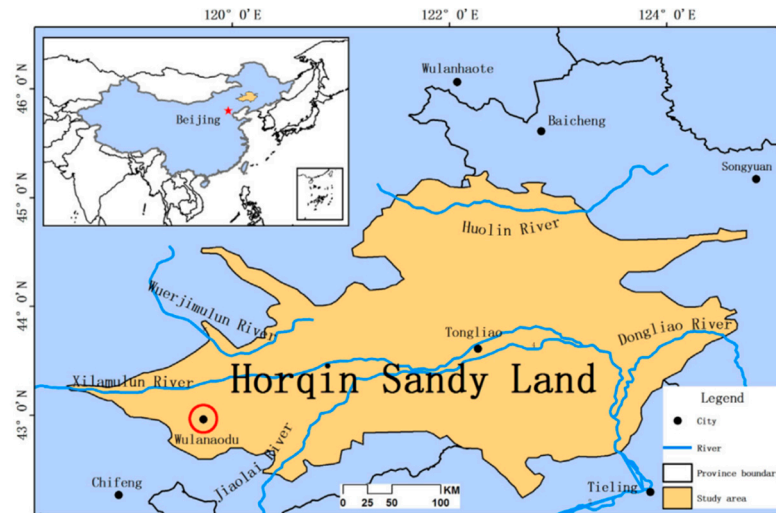 120° 0′E
122° 0′E
124° 0′E
46° 0′N
45° 0′N
44° 0′N
43° 0′N
Beijing
Wulanhaote
Baicheng
Songyuan
Huolin River
Wuerjimulun River
Tongliao
Dongliao River
Xilamulun River
Horqin Sandy Land
Wulanaodu
Jiaolai River
Chifeng
Tieling
KM
0 25 50 100
Legend
City
River
Province boundar
Study area